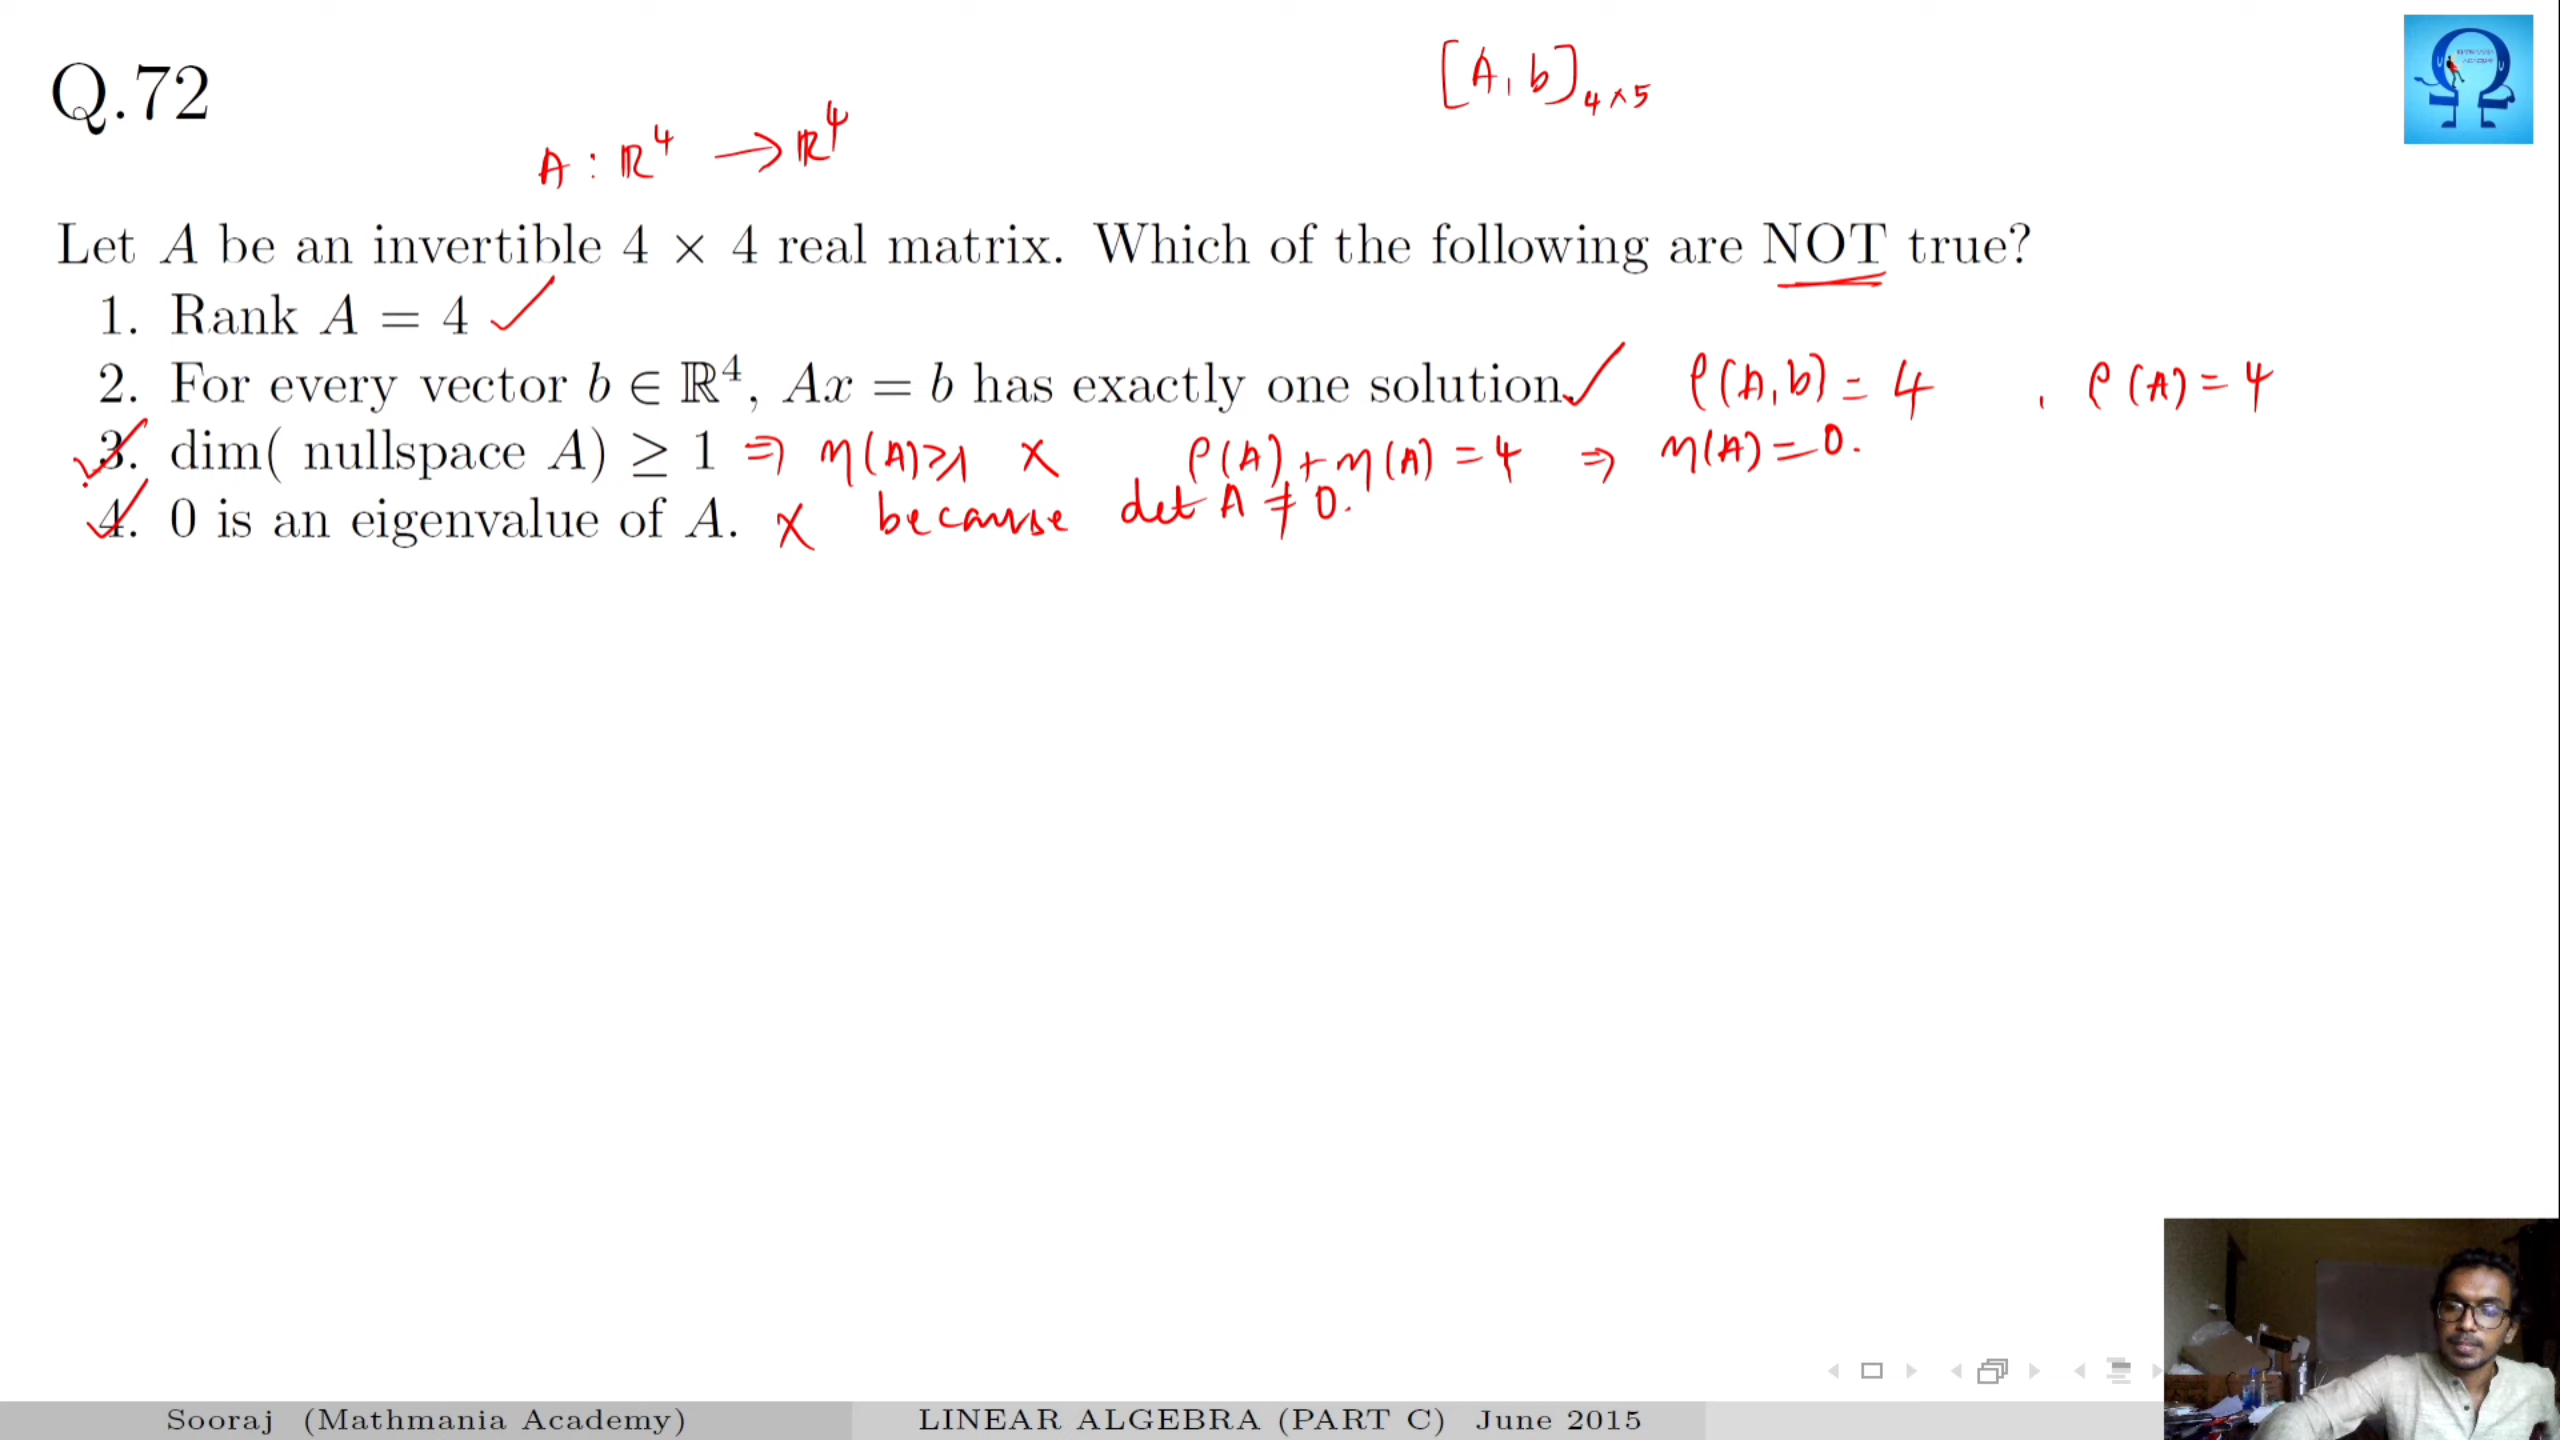 Q.72
[A, b]₄ₓ₅
A : ℝ⁴ → ℝ⁴
Let A be an invertible 4 × 4 real matrix. Which of the following are NOT true?
1. Rank A = 4 ✓
2. For every vector b ∈ ℝ⁴, Ax = b has exactly one solution. ✓ ρ(A, b) = 4 , ρ(A) = 4
3. dim( nullspace A) ≥ 1 ⇒ η(A) ≥ 1 × ρ(A) + η(A) = 4 ⇒ η(A) = 0.
4. 0 is an eigenvalue of A. × because det A ≠ 0.
Sooraj (Mathmania Academy) LINEAR ALGEBRA (PART C) June 2015